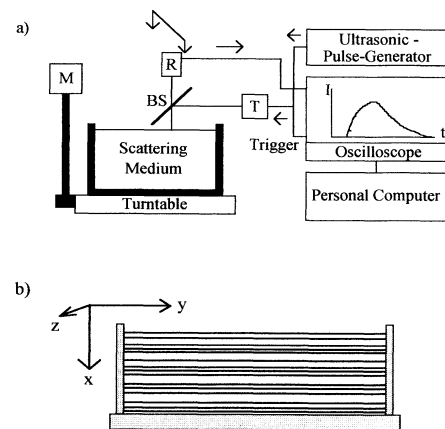 a)
Ultrasonic -
Pulse-Generator
M
R
BS
T
I
t
Trigger
Scattering
Medium
Oscilloscope
Turntable
Personal Computer
b)
y
z
x